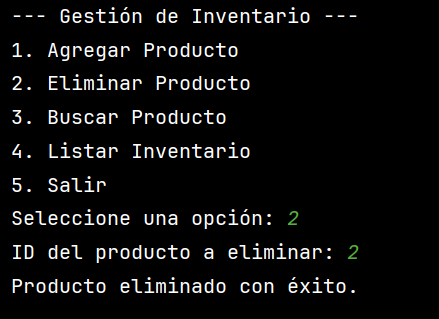 --- Gestión de Inventario ---
1. Agregar Producto
2. Eliminar Producto
3. Buscar Producto
4. Listar Inventario
5. Salir
Seleccione una opción: 2
ID del producto a eliminar: 2
Producto eliminado con éxito.